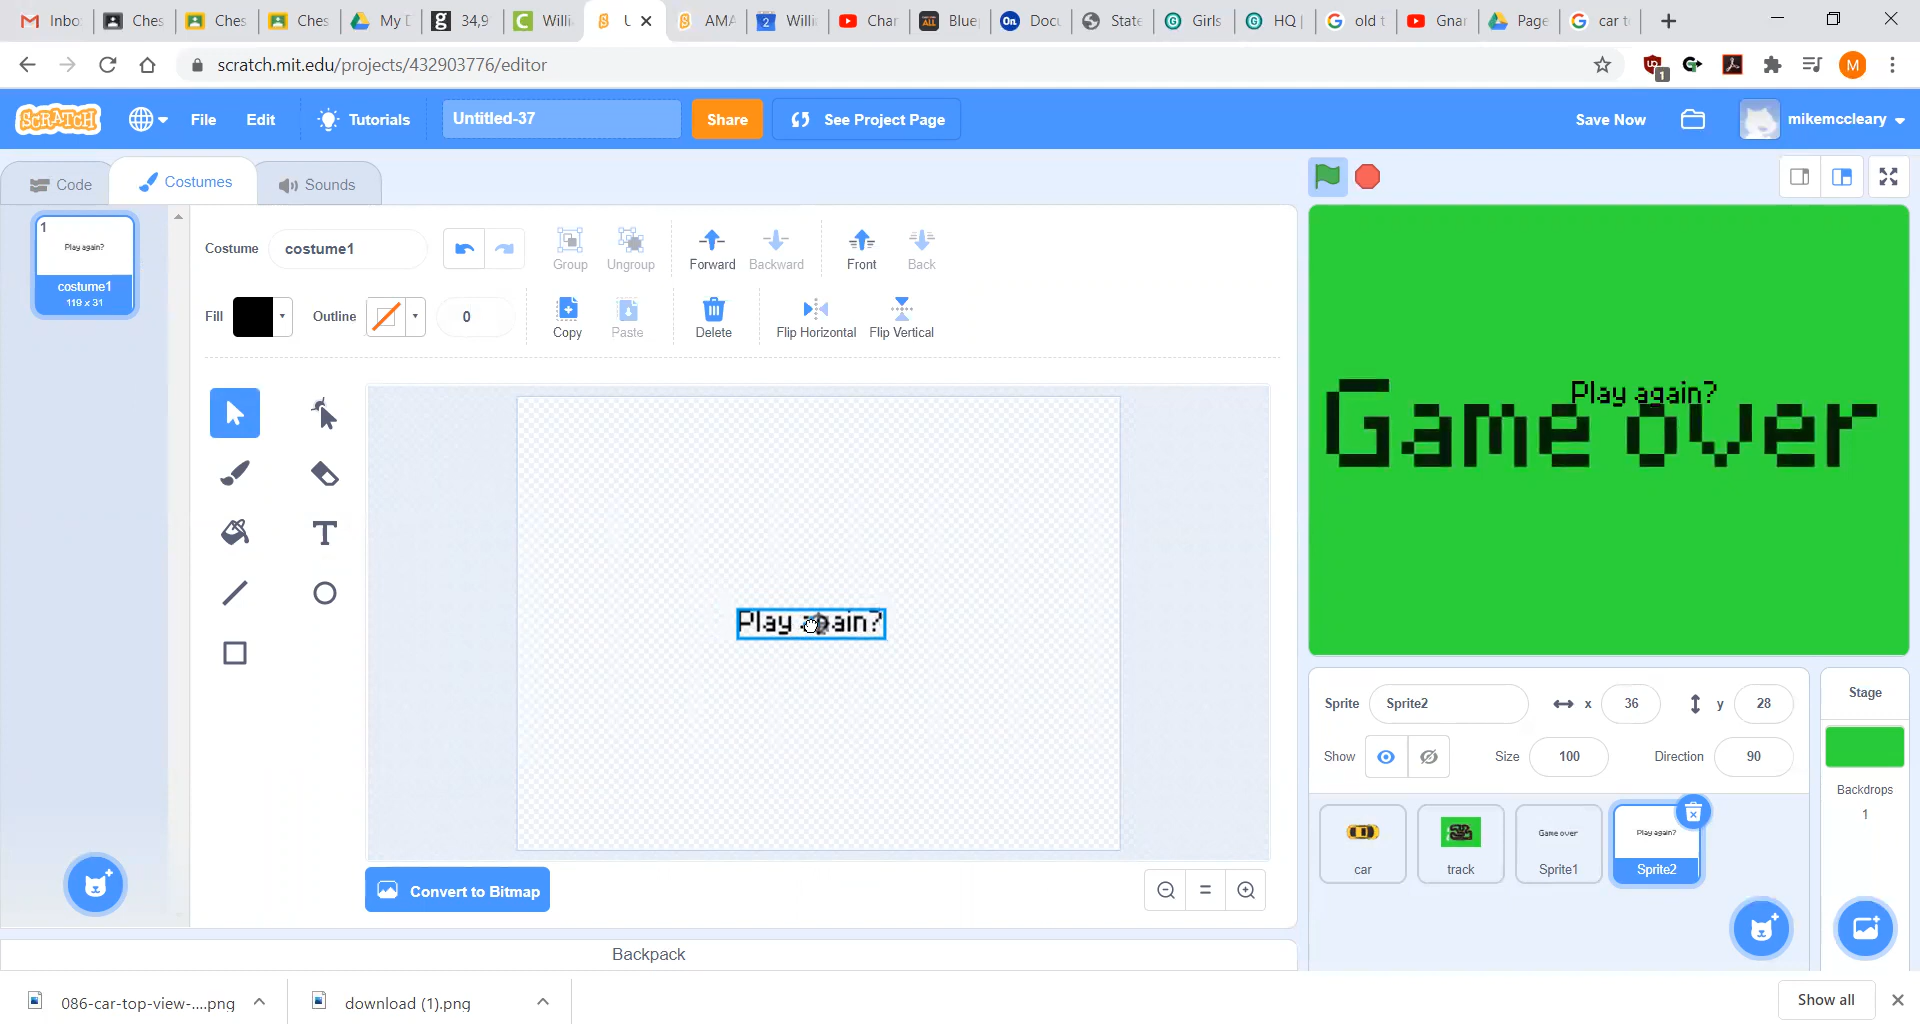 Inbo
Ches
Ches
Ches
My D
34,9
Willi
U
AMA
Willi
Char
Blue
Docu
State
Girls
HQ
old t
Gnar
Page
car t
scratch.mit.edu/projects/432903776/editor
1
M
SCRATCH
File
Edit
Tutorials
Untitled-37
Share
See Project Page
Save Now
mikemccleary
Code
Costumes
Sounds
1
Play again?
costume1
119 x 31
Costume
costume1
Group
Ungroup
Forward
Backward
Front
Back
Fill
Outline
0
Copy
Paste
Delete
Flip Horizontal
Flip Vertical
T
Play again?
Convert to Bitmap
Backpack
Play again?
Game over
Sprite
Sprite2
x
36
y
28
Show
Size
100
Direction
90
Stage
Backdrops
1
car
track
Game over
Sprite1
Play again?
Sprite2
086-car-top-view-....png
download (1).png
Show all